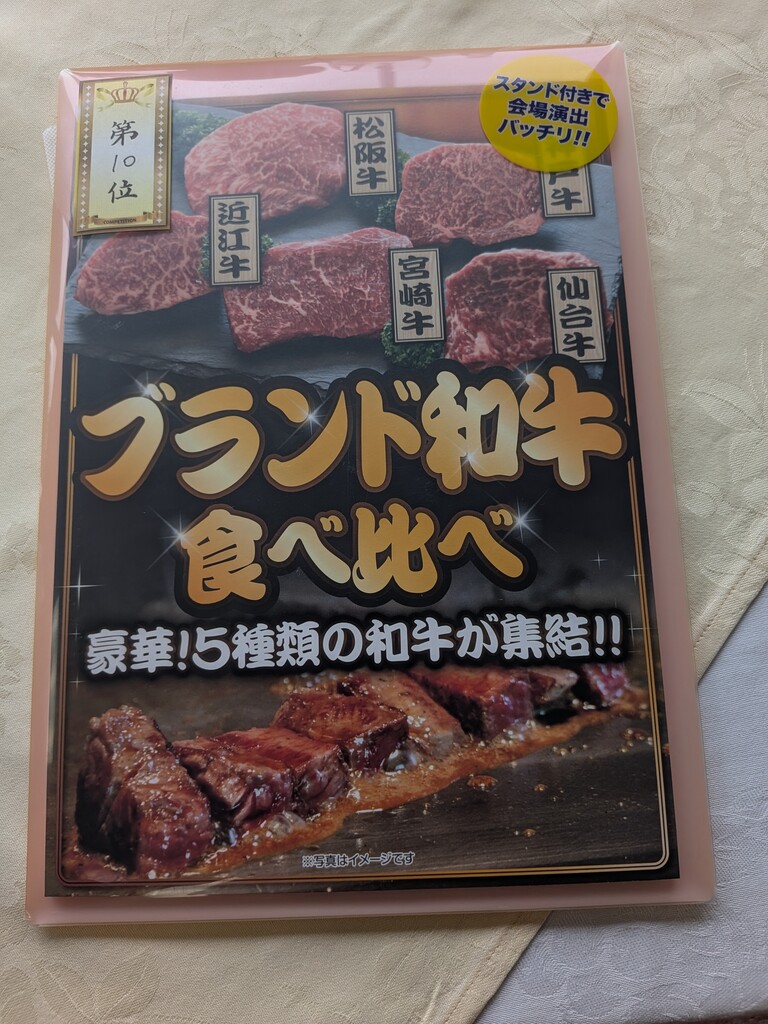 第10位
COMPETITION
スタンド付きで
会場演出
バッチリ!!
松阪牛
戸牛
近江牛
宮崎牛
仙台牛
ブランド和牛
食べ比べ
豪華!5種類の和牛が集結!!
※写真はイメージです